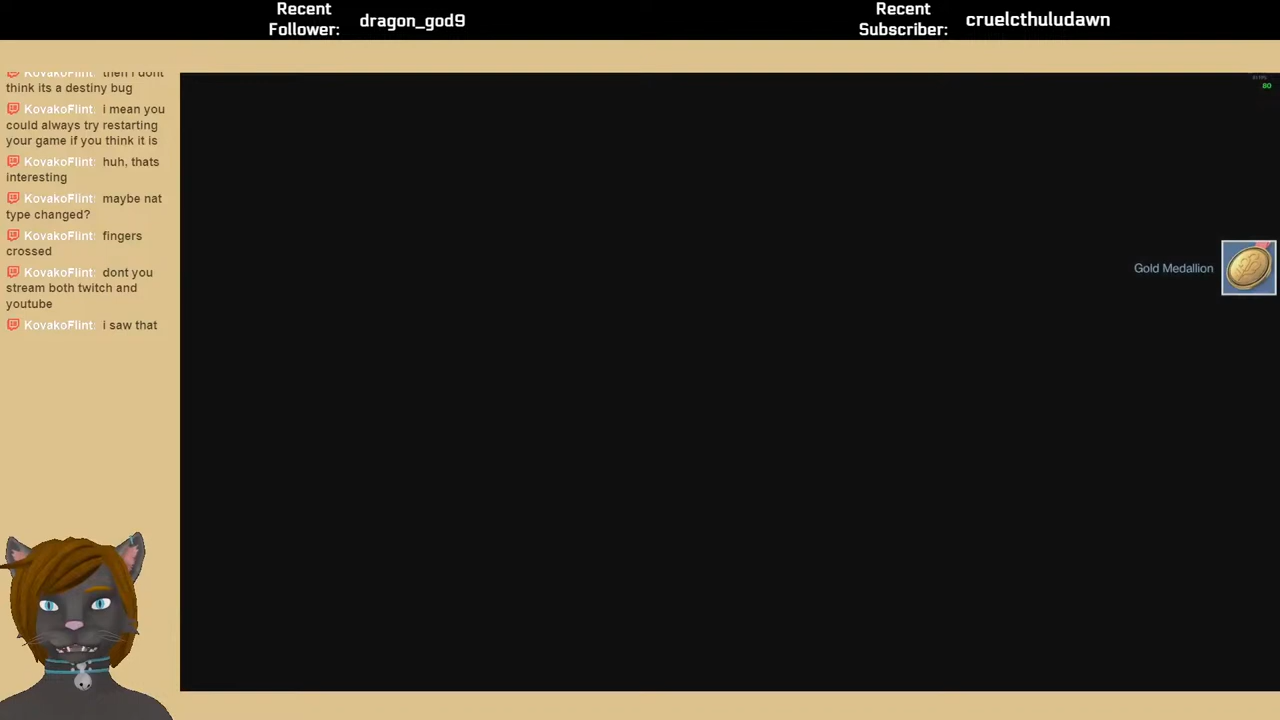 Recent
Follower:
dragon_god9
Recent
Subscriber:
cruelcthuludawn
KovakoFlint: then i dont
think its a destiny bug
KovakoFlint: i mean you
could always try restarting
your game if you think it is
KovakoFlint: huh, thats
interesting
KovakoFlint: maybe nat
type changed?
KovakoFlint: fingers
crossed
KovakoFlint: dont you
stream both twitch and
youtube
KovakoFlint: i saw that
80
Gold Medallion